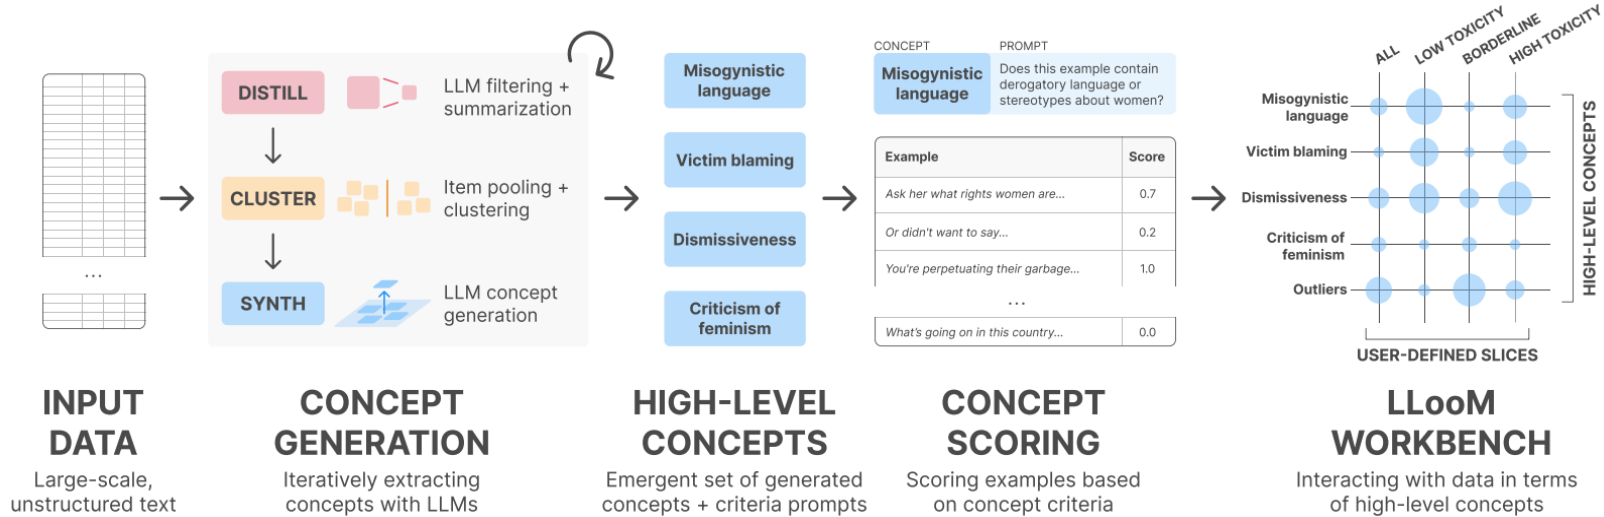 DISTILL
LLM filtering +
summarization
CLUSTER
Item pooling +
clustering
SYNTH
LLM concept
generation
...
Misogynistic
language
Victim blaming
Dismissiveness
Criticism of
feminism
CONCEPT
PROMPT
Misogynistic
language
Does this example contain
derogatory language or
stereotypes about women?
Example Score
Ask her what rights women are... 0.7
Or didn't want to say... 0.2
You're perpetuating their garbage... 1.0
...
What's going on in this country... 0.0
ALL
LOW TOXICITY
BORDERLINE
HIGH TOXICITY
Misogynistic
language
Victim blaming
Dismissiveness
Criticism of
feminism
Outliers
HIGH-LEVEL CONCEPTS
USER-DEFINED SLICES
INPUT
DATA
Large-scale,
unstructured text
CONCEPT
GENERATION
Iteratively extracting
concepts with LLMs
HIGH-LEVEL
CONCEPTS
Emergent set of generated
concepts + criteria prompts
CONCEPT
SCORING
Scoring examples based
on concept criteria
LLooM
WORKBENCH
Interacting with data in terms
of high-level concepts